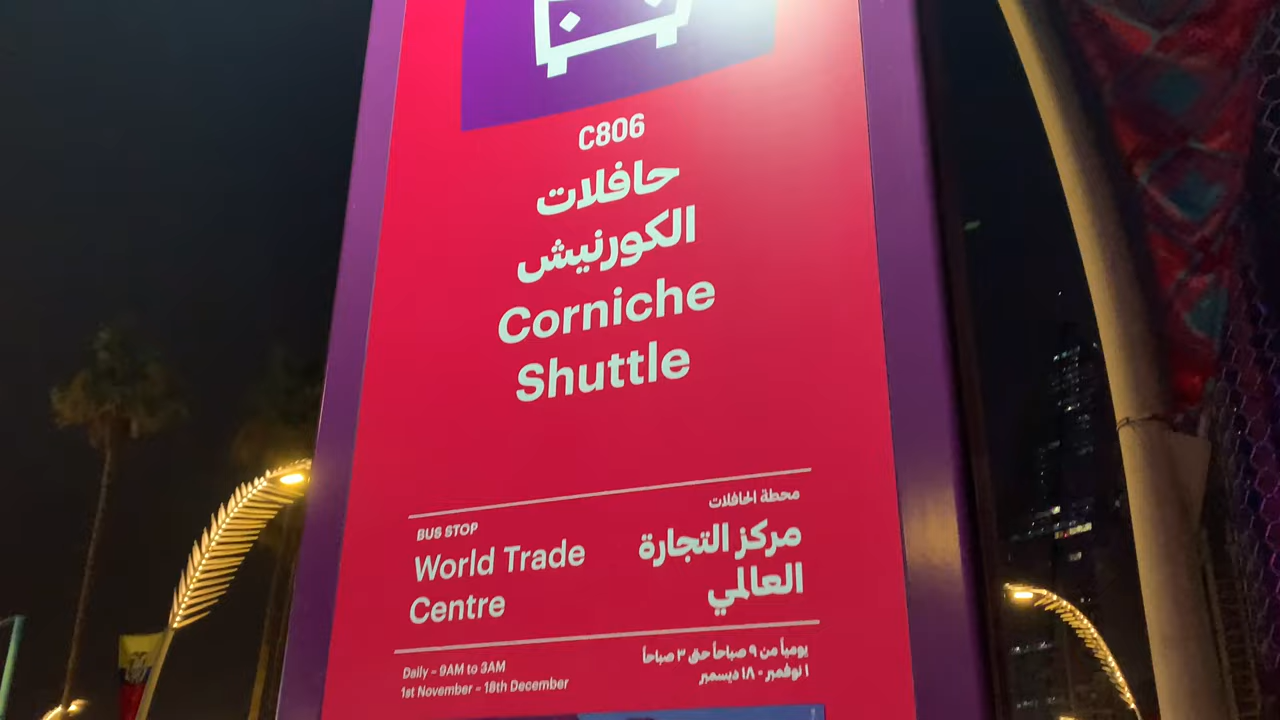 C806
حافلات
الكورنيش
Corniche
Shuttle
BUS STOP
World Trade
Centre
محطة الحافلات
مركز التجارة
العالمي
Daily – 9AM to 3AM
1st November – 18th December
يومياً من ٩ صباحاً حتى ٣ صباحاً
١ نوفمبر - ١٨ ديسمبر